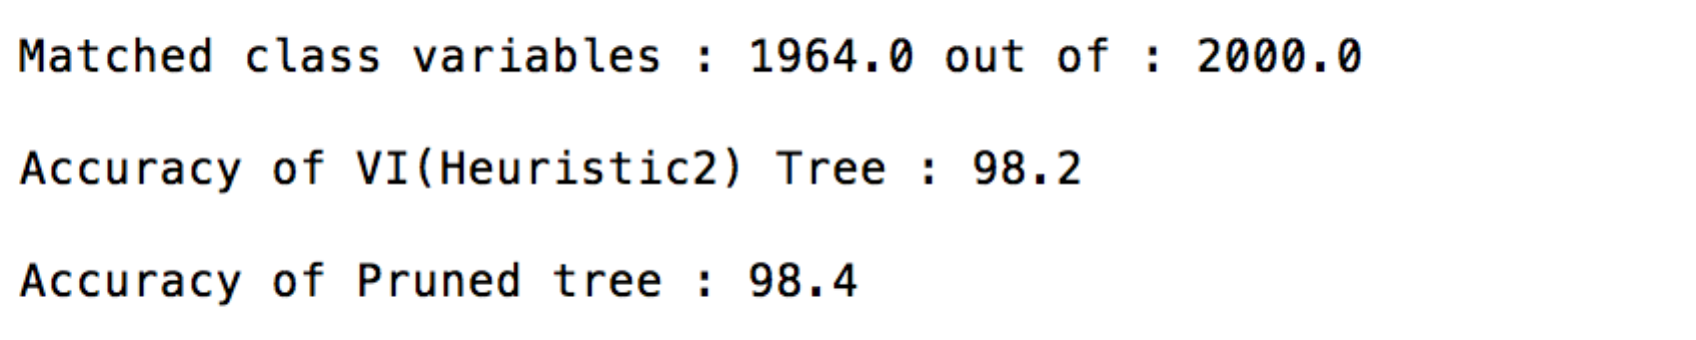 Matched class variables : 1964.0 out of : 2000.0
Accuracy of VI(Heuristic2) Tree : 98.2
Accuracy of Pruned tree : 98.4